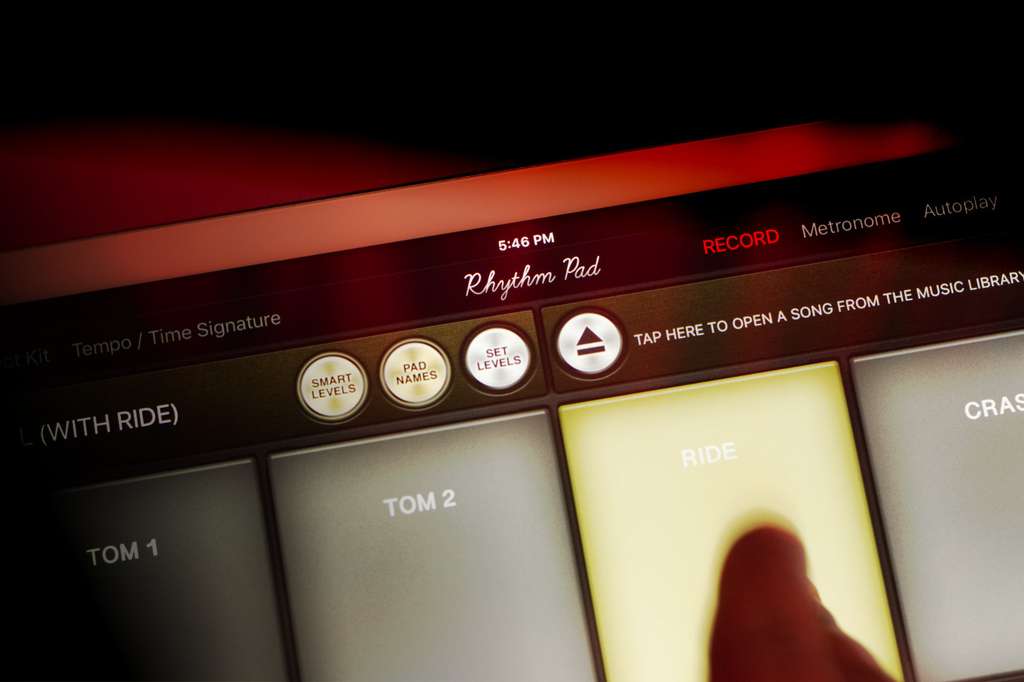 5:46 PM
Rhythm Pad
RECORD Metronome Autoplay
Kit Tempo / Time Signature
SMART
LEVELS
PAD
NAMES
SET
LEVELS
TAP HERE TO OPEN A SONG FROM THE MUSIC LIBRARY
(WITH RIDE)
TOM 1
TOM 2
RIDE
CRAS